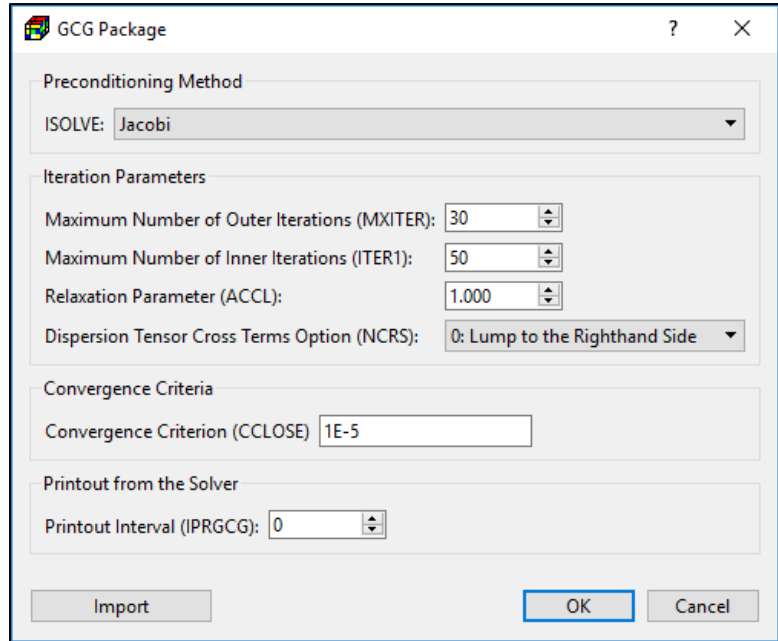 GCG Package ?
Preconditioning Method
ISOLVE: Jacobi
Iteration Parameters
Maximum Number of Outer Iterations (MXITER): 30
Maximum Number of Inner Iterations (ITER1): 50
Relaxation Parameter (ACCL): 1.000
Dispersion Tensor Cross Terms Option (NCRS): 0: Lump to the Righthand Side
Convergence Criteria
Convergence Criterion (CCLOSE) 1E-5
Printout from the Solver
Printout Interval (IPRGCG): 0
Import OK Cancel